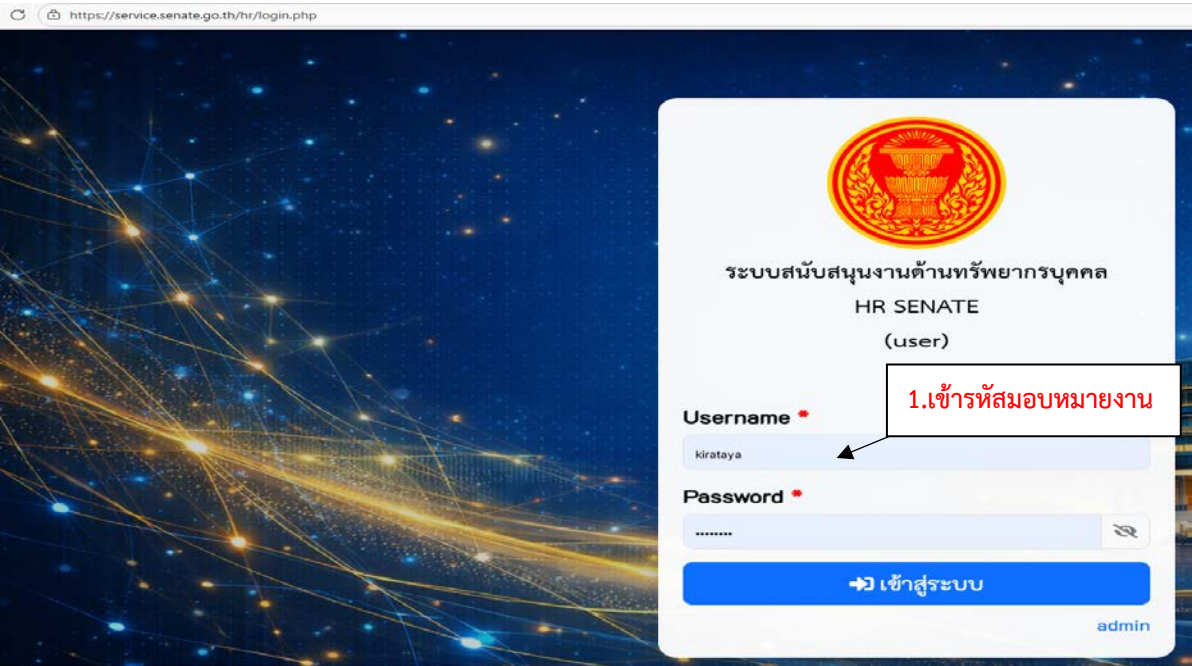 https://service.senate.go.th/hr/login.php
ระบบสนับสนุนงานด้านทรัพยากรบุคคล
HR SENATE
(user)
1.เข้ารหัสมอบหมายงาน
Username *
kirataya
Password *
••••••••
เข้าสู่ระบบ
admin